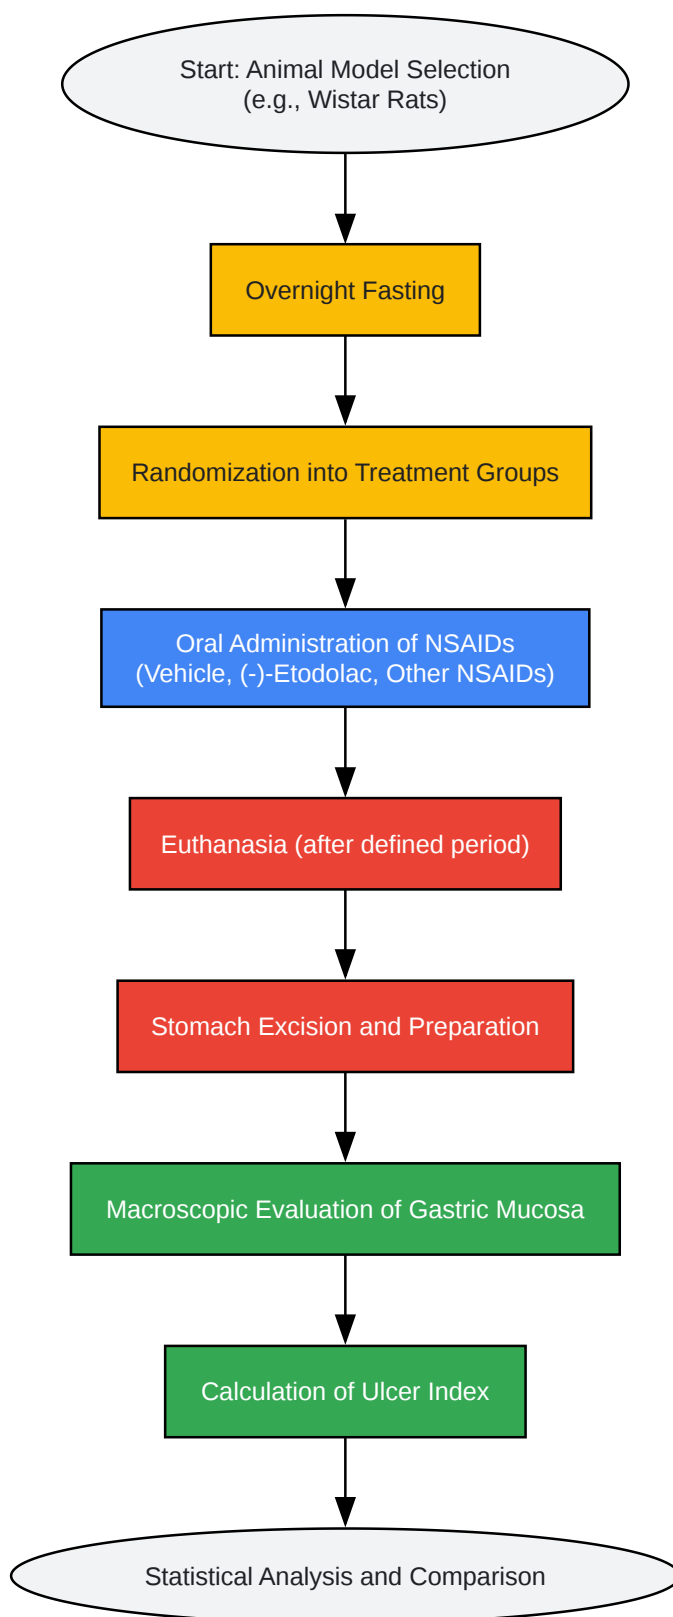 Start: Animal Model Selection
(e.g., Wistar Rats)
Overnight Fasting
Randomization into Treatment Groups
Oral Administration of NSAIDs
(Vehicle, (-)-Etodolac, Other NSAIDs)
Euthanasia (after defined period)
Stomach Excision and Preparation
Macroscopic Evaluation of Gastric Mucosa
Calculation of Ulcer Index
Statistical Analysis and Comparison